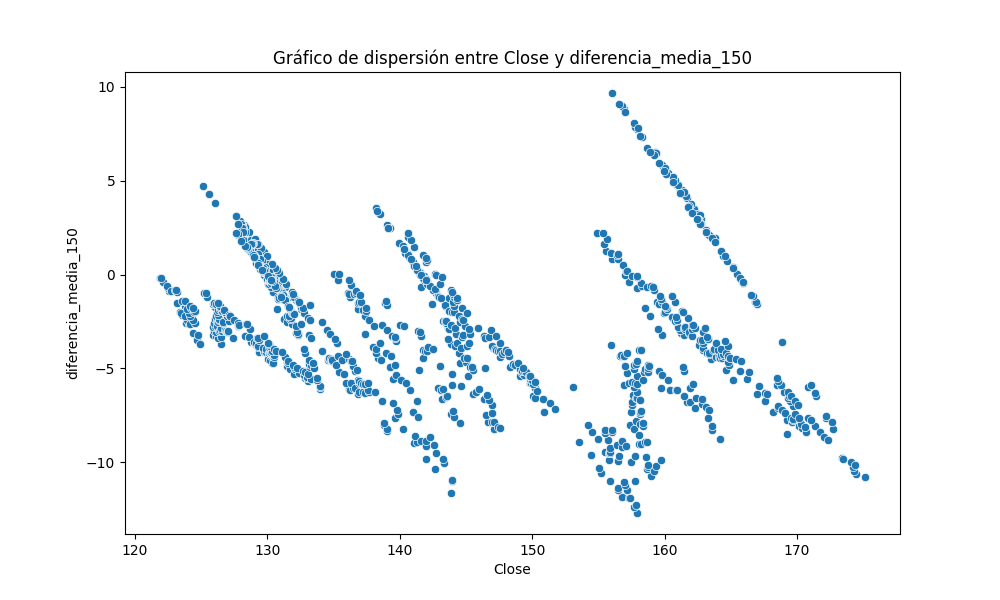 Gráfico de dispersión entre Close y diferencia_media_150
10
5
0
−5
−10
diferencia_media_150
120 130 140 150 160 170
Close